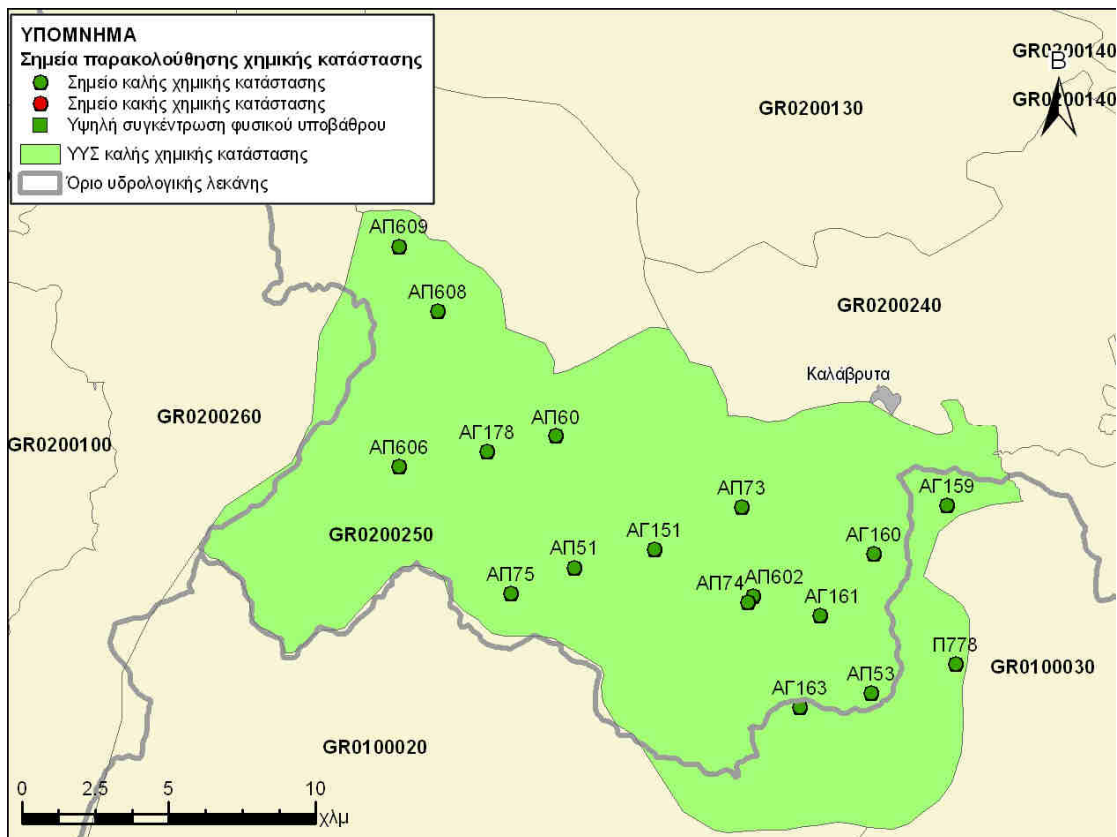 ΥΠΟΜΝΗΜΑ
Σημεία παρακολούθησης χημικής κατάστασης
Σημείο καλής χημικής κατάστασης
Σημείο κακής χημικής κατάστασης
Υψηλή συγκέντρωση φυσικού υποβάθρου
ΥΥΣ καλής χημικής κατάστασης
Όριο υδρολογικής λεκάνης
GR0200140
Β
GR0200140
GR0200130
ΑΠ609
ΑΠ608
GR0200240
Καλάβρυτα
GR0200260
GR0200100
ΑΠ60
ΑΓ178
ΑΠ606
ΑΠ73
ΑΓ159
GR0200250
ΑΓ151
ΑΓ160
ΑΠ51
ΑΠ75
ΑΠ74
ΑΠ602
ΑΓ161
Π778
GR0100030
ΑΠ53
ΑΓ163
GR0100020
0 2.5 5 10
χλμ